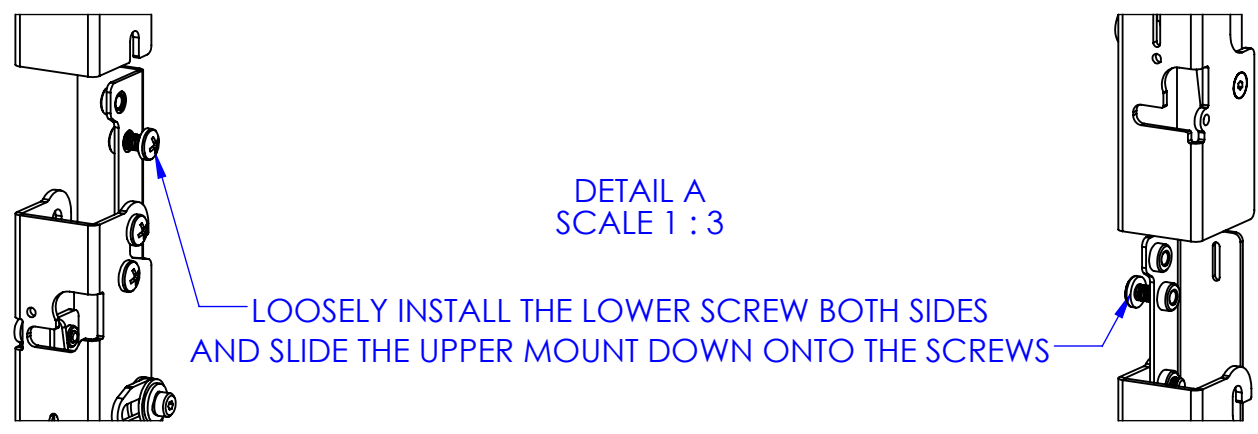 DETAIL A
SCALE 1 : 3
LOOSELY INSTALL THE LOWER SCREW BOTH SIDES
AND SLIDE THE UPPER MOUNT DOWN ONTO THE SCREWS